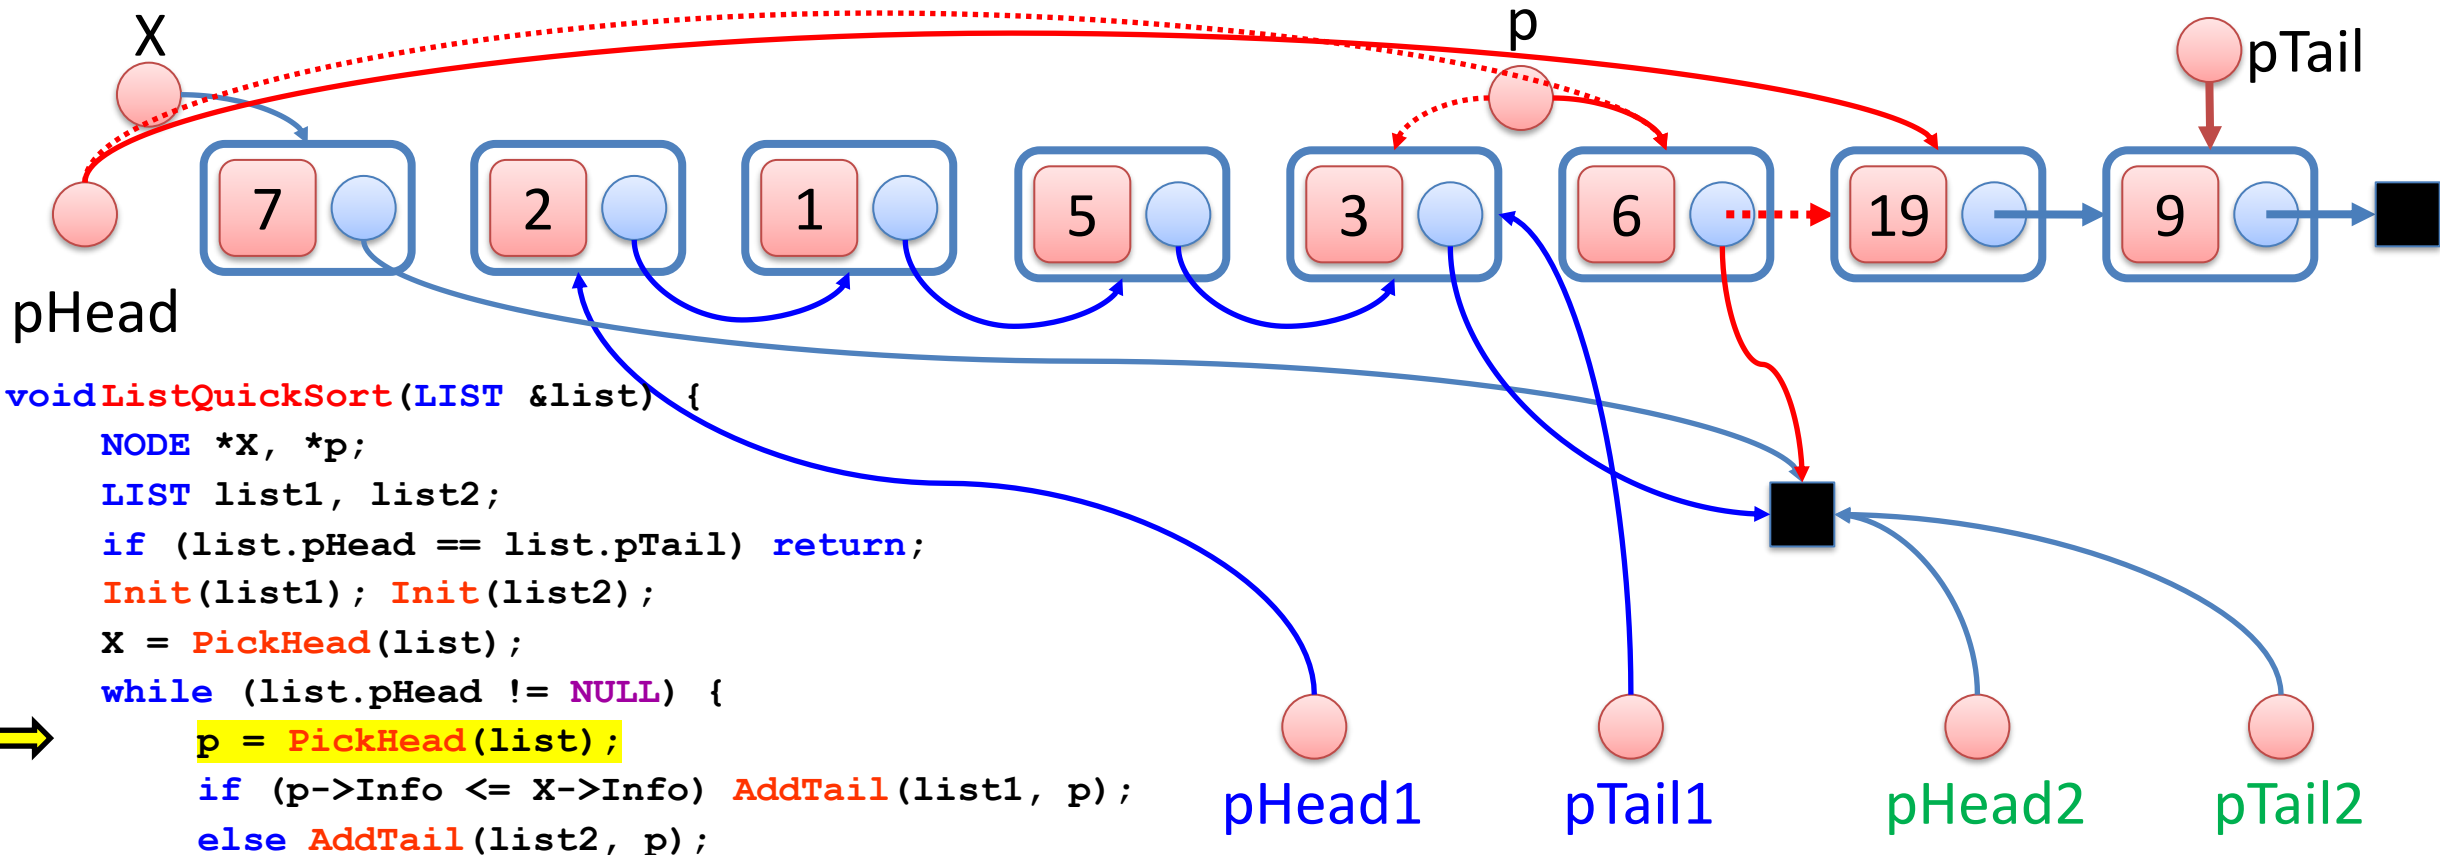 X
p
pTail
7 2 1 5 3 6 19 9
pHead
void ListQuickSort(LIST &list) {
NODE *X, *p;
LIST list1, list2;
if (list.pHead == list.pTail) return;
Init(list1); Init(list2);
X = PickHead(list);
while (list.pHead != NULL) {
p = PickHead(list);
if (p->Info <= X->Info) AddTail(list1, p);
else AddTail(list2, p);
pHead1 pTail1 pHead2 pTail2